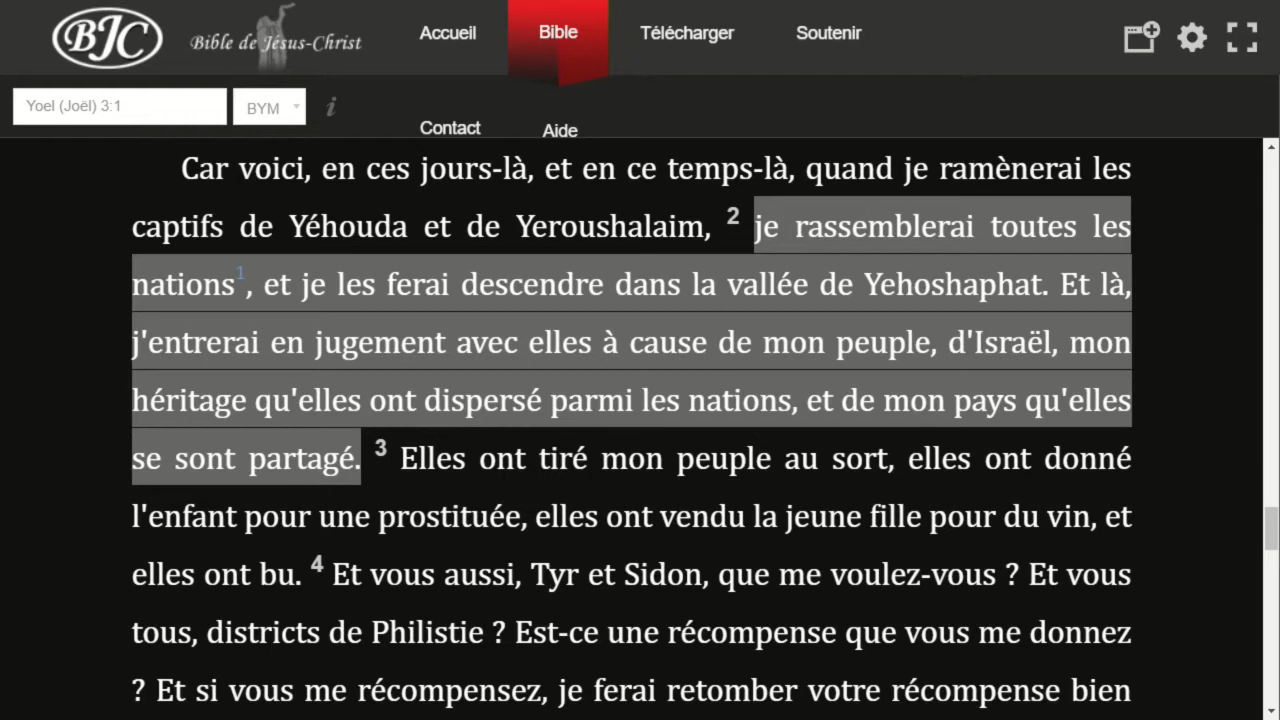 BJC Bible de Jésus-Christ Accueil Bible Télécharger Soutenir
Yoel (Joël) 3:1 BYM i Contact Aide
Car voici, en ces jours-là, et en ce temps-là, quand je ramènerai les
captifs de Yéhouda et de Yeroushalaim, 2 je rassemblerai toutes les
nations1, et je les ferai descendre dans la vallée de Yehoshaphat. Et là,
j'entrerai en jugement avec elles à cause de mon peuple, d'Israël, mon
héritage qu'elles ont dispersé parmi les nations, et de mon pays qu'elles
se sont partagé. 3 Elles ont tiré mon peuple au sort, elles ont donné
l'enfant pour une prostituée, elles ont vendu la jeune fille pour du vin, et
elles ont bu. 4 Et vous aussi, Tyr et Sidon, que me voulez-vous ? Et vous
tous, districts de Philistie ? Est-ce une récompense que vous me donnez
? Et si vous me récompensez, je ferai retomber votre récompense bien